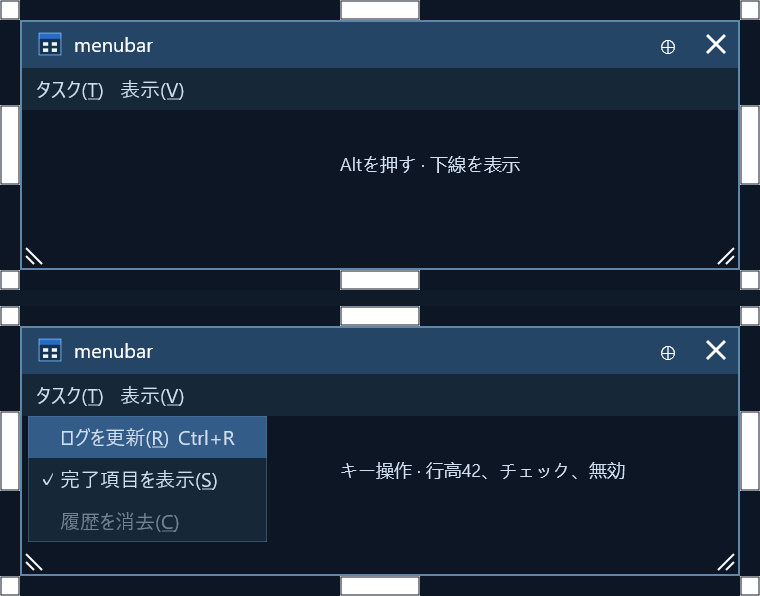 menubar
タスク(T) 表示(V)
Altを押す · 下線を表示
menubar
タスク(T) 表示(V)
ログを更新(R) Ctrl+R
キー操作 · 行高42、チェック、無効
✓ 完了項目を表示(S)
履歴を消去(C)